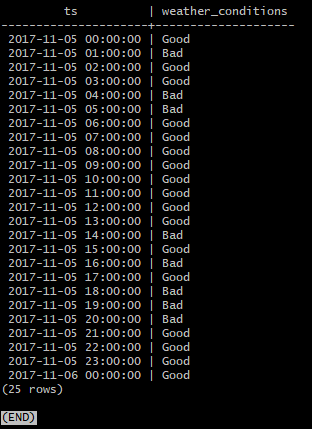 ts | weather_conditions
---------------------+--------------------
2017-11-05 00:00:00 | Good
2017-11-05 01:00:00 | Bad
2017-11-05 02:00:00 | Good
2017-11-05 03:00:00 | Good
2017-11-05 04:00:00 | Bad
2017-11-05 05:00:00 | Bad
2017-11-05 06:00:00 | Good
2017-11-05 07:00:00 | Good
2017-11-05 08:00:00 | Good
2017-11-05 09:00:00 | Good
2017-11-05 10:00:00 | Good
2017-11-05 11:00:00 | Good
2017-11-05 12:00:00 | Good
2017-11-05 13:00:00 | Good
2017-11-05 14:00:00 | Bad
2017-11-05 15:00:00 | Good
2017-11-05 16:00:00 | Bad
2017-11-05 17:00:00 | Good
2017-11-05 18:00:00 | Bad
2017-11-05 19:00:00 | Bad
2017-11-05 20:00:00 | Bad
2017-11-05 21:00:00 | Good
2017-11-05 22:00:00 | Good
2017-11-05 23:00:00 | Good
2017-11-06 00:00:00 | Good
(25 rows)
(END)